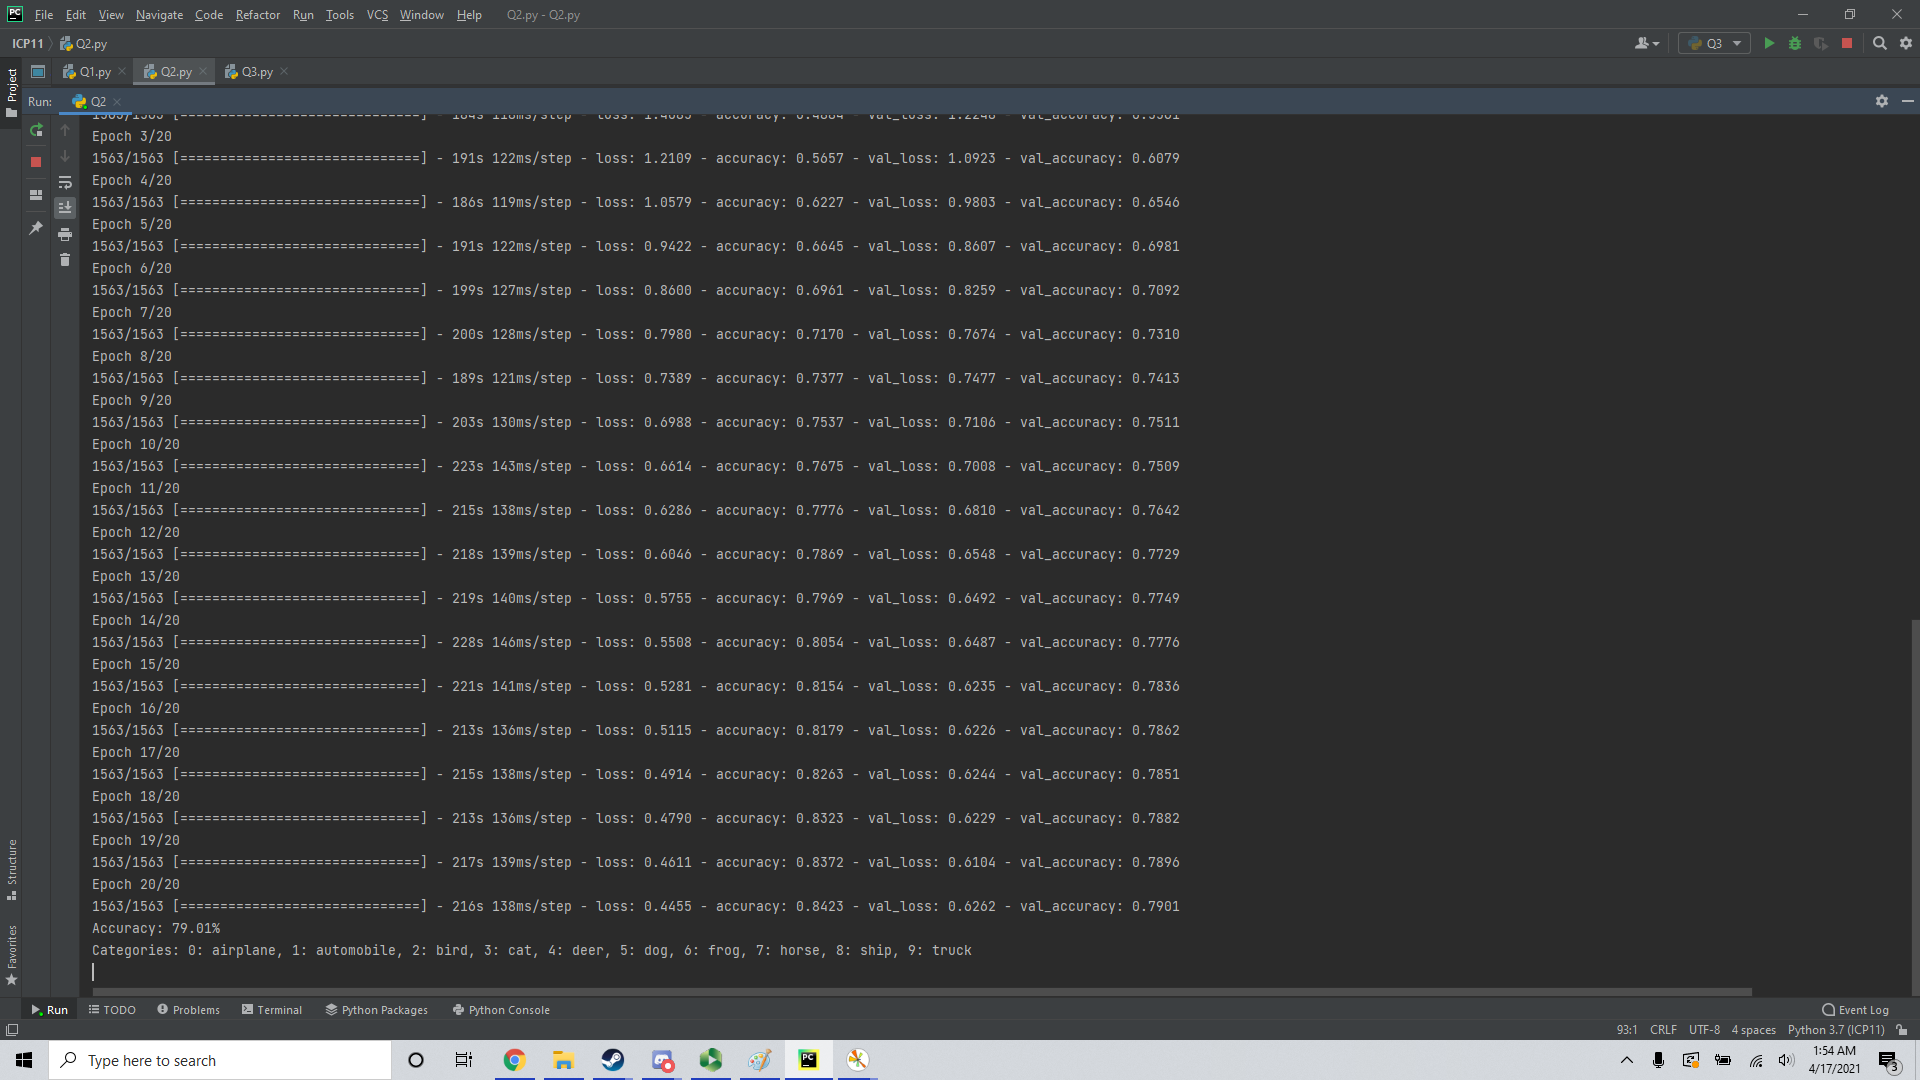 PC File Edit View Navigate Code Refactor Run Tools VCS Window Help Q2.py - Q2.py
ICP11 Q2.py Q3
Project Q1.py Q2.py Q3.py
Run: Q2
Epoch 3/20
1563/1563 [==============================] - 191s 122ms/step - loss: 1.2109 - accuracy: 0.5657 - val_loss: 1.0923 - val_accuracy: 0.6079
Epoch 4/20
1563/1563 [==============================] - 186s 119ms/step - loss: 1.0579 - accuracy: 0.6227 - val_loss: 0.9803 - val_accuracy: 0.6546
Epoch 5/20
1563/1563 [==============================] - 191s 122ms/step - loss: 0.9422 - accuracy: 0.6645 - val_loss: 0.8607 - val_accuracy: 0.6981
Epoch 6/20
1563/1563 [==============================] - 199s 127ms/step - loss: 0.8600 - accuracy: 0.6961 - val_loss: 0.8259 - val_accuracy: 0.7092
Epoch 7/20
1563/1563 [==============================] - 200s 128ms/step - loss: 0.7980 - accuracy: 0.7170 - val_loss: 0.7674 - val_accuracy: 0.7310
Epoch 8/20
1563/1563 [==============================] - 189s 121ms/step - loss: 0.7389 - accuracy: 0.7377 - val_loss: 0.7477 - val_accuracy: 0.7413
Epoch 9/20
1563/1563 [==============================] - 203s 130ms/step - loss: 0.6988 - accuracy: 0.7537 - val_loss: 0.7106 - val_accuracy: 0.7511
Epoch 10/20
1563/1563 [==============================] - 223s 143ms/step - loss: 0.6614 - accuracy: 0.7675 - val_loss: 0.7008 - val_accuracy: 0.7509
Epoch 11/20
1563/1563 [==============================] - 215s 138ms/step - loss: 0.6286 - accuracy: 0.7776 - val_loss: 0.6810 - val_accuracy: 0.7642
Epoch 12/20
1563/1563 [==============================] - 218s 139ms/step - loss: 0.6046 - accuracy: 0.7869 - val_loss: 0.6548 - val_accuracy: 0.7729
Epoch 13/20
1563/1563 [==============================] - 219s 140ms/step - loss: 0.5755 - accuracy: 0.7969 - val_loss: 0.6492 - val_accuracy: 0.7749
Epoch 14/20
1563/1563 [==============================] - 228s 146ms/step - loss: 0.5508 - accuracy: 0.8054 - val_loss: 0.6487 - val_accuracy: 0.7776
Epoch 15/20
1563/1563 [==============================] - 221s 141ms/step - loss: 0.5281 - accuracy: 0.8154 - val_loss: 0.6235 - val_accuracy: 0.7836
Epoch 16/20
1563/1563 [==============================] - 213s 136ms/step - loss: 0.5115 - accuracy: 0.8179 - val_loss: 0.6226 - val_accuracy: 0.7862
Epoch 17/20
1563/1563 [==============================] - 215s 138ms/step - loss: 0.4914 - accuracy: 0.8263 - val_loss: 0.6244 - val_accuracy: 0.7851
Epoch 18/20
1563/1563 [==============================] - 213s 136ms/step - loss: 0.4790 - accuracy: 0.8323 - val_loss: 0.6229 - val_accuracy: 0.7882
Epoch 19/20
1563/1563 [==============================] - 217s 139ms/step - loss: 0.4611 - accuracy: 0.8372 - val_loss: 0.6104 - val_accuracy: 0.7896
Epoch 20/20
1563/1563 [==============================] - 216s 138ms/step - loss: 0.4455 - accuracy: 0.8423 - val_loss: 0.6262 - val_accuracy: 0.7901
Accuracy: 79.01%
Categories: 0: airplane, 1: automobile, 2: bird, 3: cat, 4: deer, 5: dog, 6: frog, 7: horse, 8: ship, 9: truck
Structure
Favorites
Run TODO Problems Terminal Python Packages Python Console Event Log
93:1 CRLF UTF-8 4 spaces Python 3.7 (ICP11)
Type here to search PC 1:54 AM
4/17/2021 3